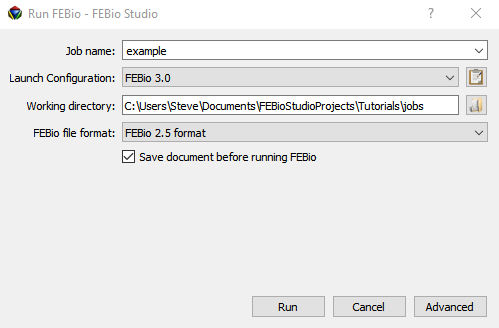 Run FEBio - FEBio Studio
Job name: example
Launch Configuration: FEBio 3.0
Working directory: C:\Users\Steve\Documents\FEBioStudioProjects\Tutorials\jobs
FEBio file format: FEBio 2.5 format
Save document before running FEBio
Run Cancel Advanced